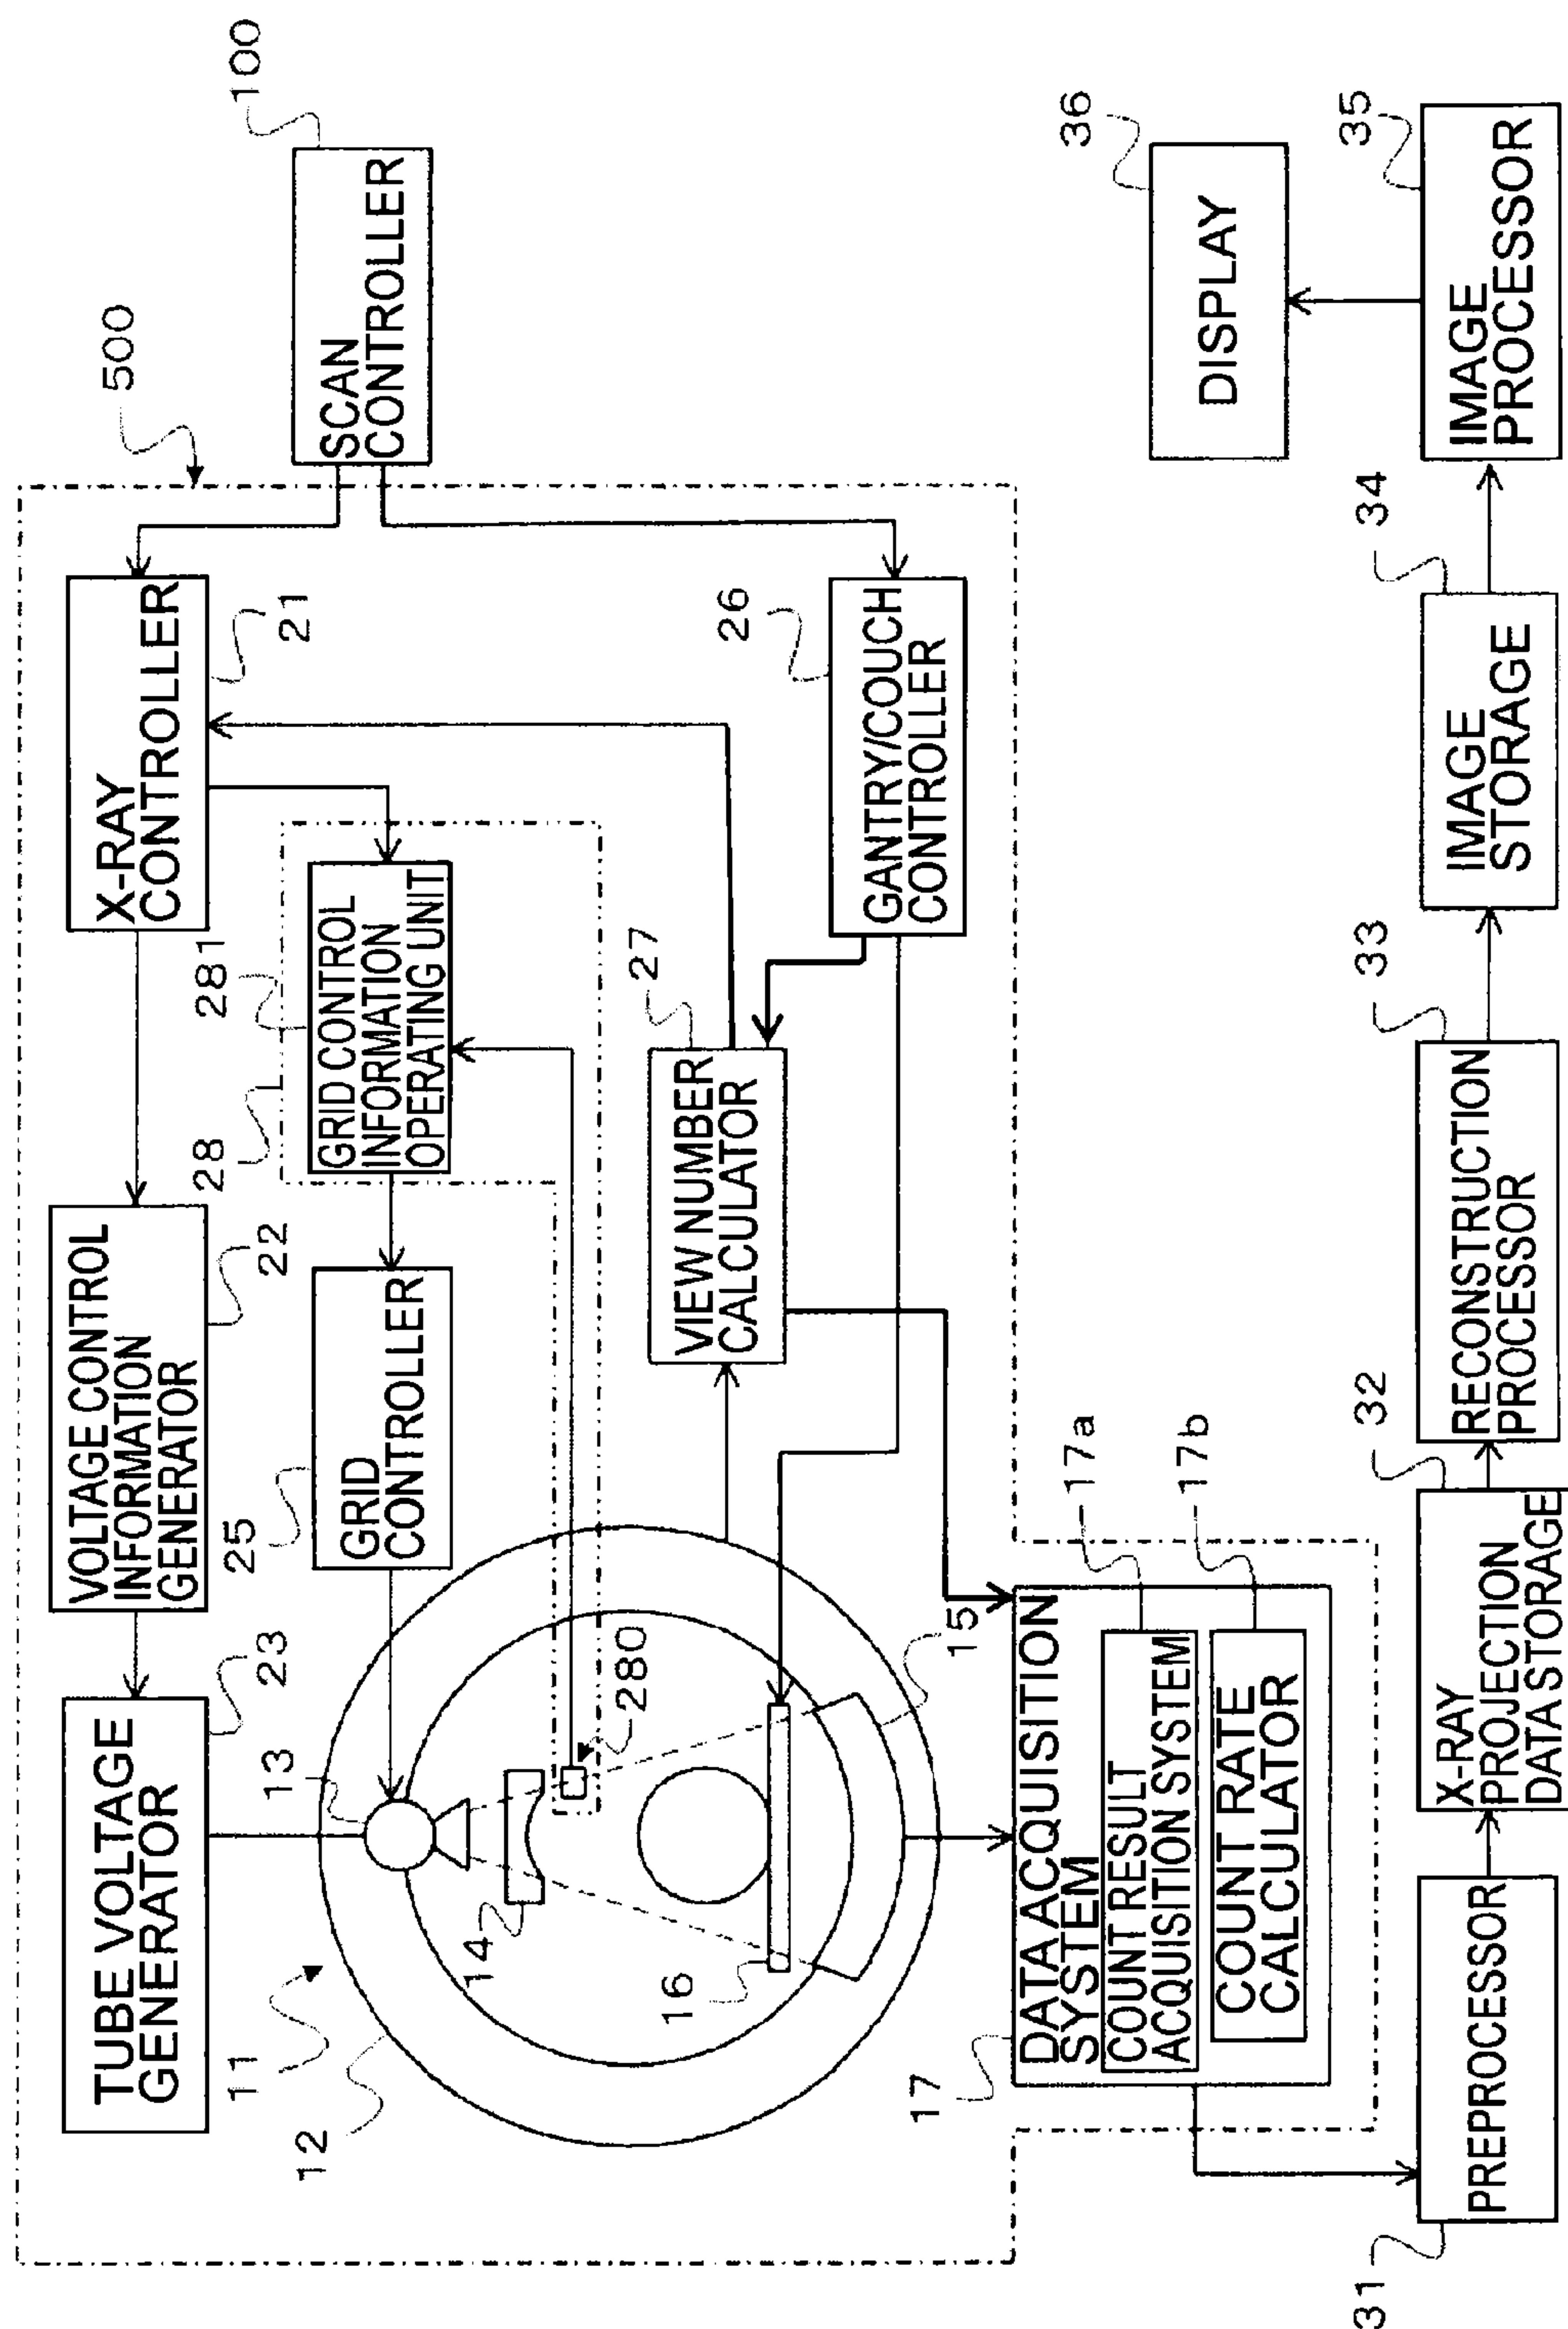 500
100
SCAN
CONTROLLER
X-RAY
CONTROLLER
21
VOLTAGE CONTROL
INFORMATION
GENERATOR
22
TUBE VOLTAGE
GENERATOR
23
28
281
GRID CONTROL
INFORMATION
OPERATING UNIT
25
GRID
CONTROLLER
13
11
12
14
280
16
15
27
VIEW NUMBER
CALCULATOR
26
GANTRY/COUCH
CONTROLLER
17
DATA ACQUISITION
SYSTEM
COUNT RESULT
ACQUISITION SYSTEM
17a
COUNT RATE
CALCULATOR
17b
31
PREPROCESSOR
32
X-RAY
PROJECTION
DATA STORAGE
33
RECONSTRUCTION
PROCESSOR
34
IMAGE
STORAGE
35
IMAGE
PROCESSOR
36
DISPLAY